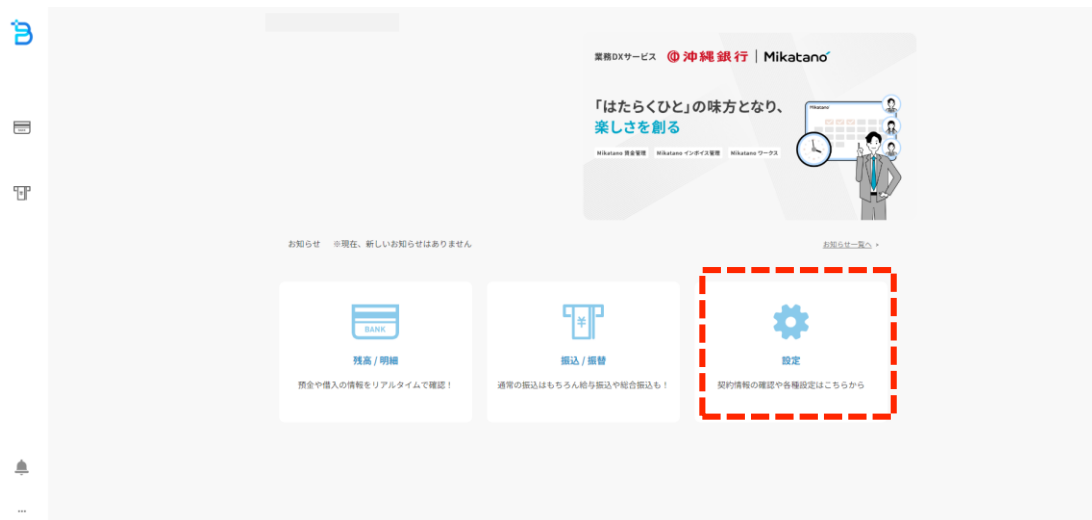 業務DXサービス 沖縄銀行 | Mikatano
「はたらくひと」の味方となり、
楽しさを創る
Mikatano 資金管理 Mikatano インボイス管理 Mikatano ワークス
Mikatano
お知らせ ※現在、新しいお知らせはありません
お知らせ一覧へ ›
BANK
¥
残高 / 明細
振込 / 振替
設定
預金や借入の情報をリアルタイムで確認！
通常の振込はもちろん給与振込や総合振込も！
契約情報の確認や各種設定はこちらから